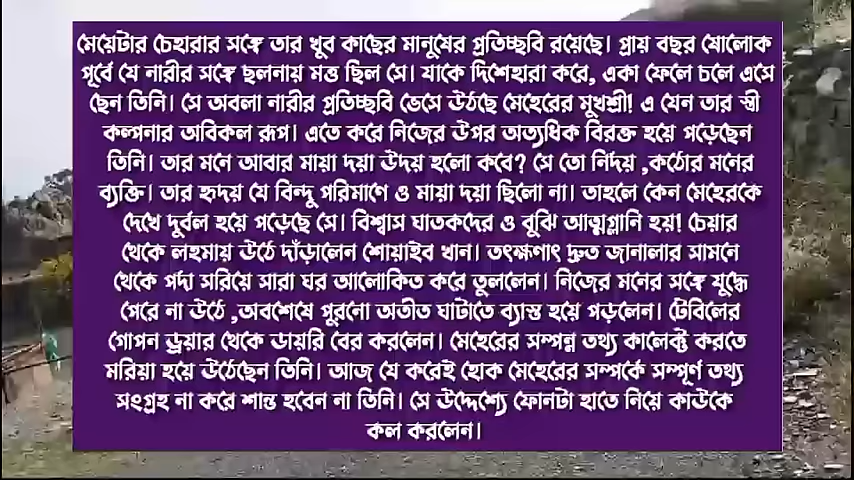 মেয়েটার চেহারার সঙ্গে তার খুব কাছের মানুষের প্রতিচ্ছবি রয়েছে। প্রায় বছর ষোলোক
পূর্বে যে নারীর সঙ্গে ছলনায় মত্ত ছিল সে। যাকে দিশেহারা করে, একা ফেলে চলে এসে
ছেন তিনি। সে অবলা নারীর প্রতিচ্ছবি ভেসে উঠছে মেহেরের মূখশ্রী! এ যেন তার স্ত্রী
কল্পনার অবিকল রূপ। এতে করে নিজের উপর অত্যধিক বিরক্ত হয়ে পড়েছেন
তিনি। তার মনে আবার মায়া দয়া উদয় হলো কবে? সে তো নির্দয় ,কঠোর মনের
ব্যক্তি। তার হৃদয় যে বিন্দু পরিমাণে ও মায়া দয়া ছিলো না। তাহলে কেন মেহেরকে
দেখে দুর্বল হয়ে পড়েছে সে। বিশ্বাস ঘাতকদের ও বুঝি আত্মগ্লানি হয়! চেয়ার
থেকে লহমায় উঠে দাঁড়ালেন শোয়াইব খান। তৎক্ষণাৎ দ্রুত জানালার সামনে
থেকে পর্দা সরিয়ে সারা ঘর আলোকিত করে তুললেন। নিজের মনের সঙ্গে যুদ্ধে
পেরে না উঠে ,অবশেষে পুরনো অতীত ঘাটাতে ব্যাস্ত হয়ে পড়লেন। টেবিলের
গোপন ড্রয়ার থেকে ডায়রি বের করলেন। মেহেরের সম্পন্ন তথ্য কালেক্ট করতে
মরিয়া হয়ে উঠেছেন তিনি। আজ যে করেই হোক মেহেরের সম্পর্কে সম্পূর্ণ তথ্য
সংগ্রহ না করে শান্ত হবেন না তিনি। সে উদ্দেশ্যে ফোনটা হাতে নিয়ে কাউকে
কল করলেন।